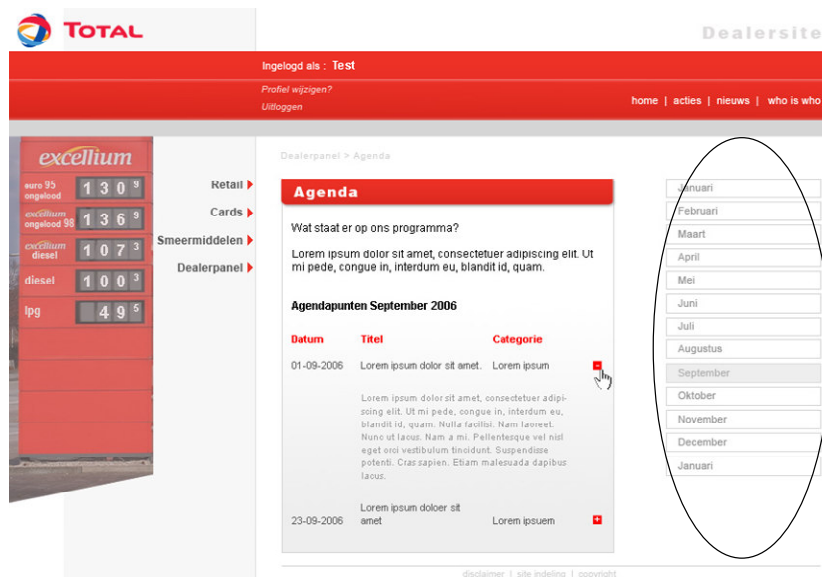 TOTAL
Dealersite
Ingelogd als : Test
Profiel wijzigen?
Uitloggen
home | acties | nieuws | who is who
Dealerpanel > Agenda
excellium
euro 95
ongelood
1 3 0 9
excellium
ongelood 98
1 3 6 9
excellium
diesel
1 0 7 3
diesel
1 0 0 3
lpg
4 9 5
Retail
Cards
Smeermiddelen
Dealerpanel
Agenda
Wat staat er op ons programma?
Lorem ipsum dolor sit amet, consectetuer adipiscing elit. Ut
mi pede, congue in, interdum eu, blandit id, quam.
Agendapunten September 2006
Datum Titel Categorie
01-09-2006 Lorem ipsum dolor sit amet. Lorem ipsum
Lorem ipsum dolor sit amet, consectetuer adipi-
scing elit. Ut mi pede, congue in, interdum eu,
blandit id, quam. Nulla facilisi. Nam laoreet.
Nunc ut lacus. Nam a mi. Pellentesque vel nisl
eget orci vestibulum tincidunt. Suspendisse
potenti. Cras sapien. Etiam malesuada dapibus
lacus.
23-09-2006 Lorem ipsum doloer sit
amet Lorem ipsuem
Januari
Februari
Maart
April
Mei
Juni
Juli
Augustus
September
Oktober
November
December
Januari
disclaimer | site indeling | copyright